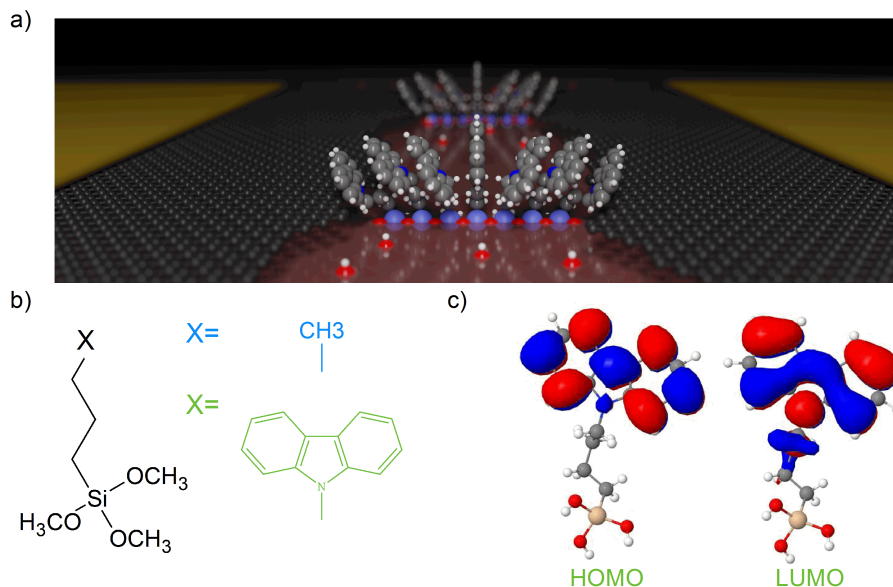 a)
b)
X
X=
CH3
X=
N
Si
OCH₃
H₃CO
OCH₃
c)
HOMO
LUMO